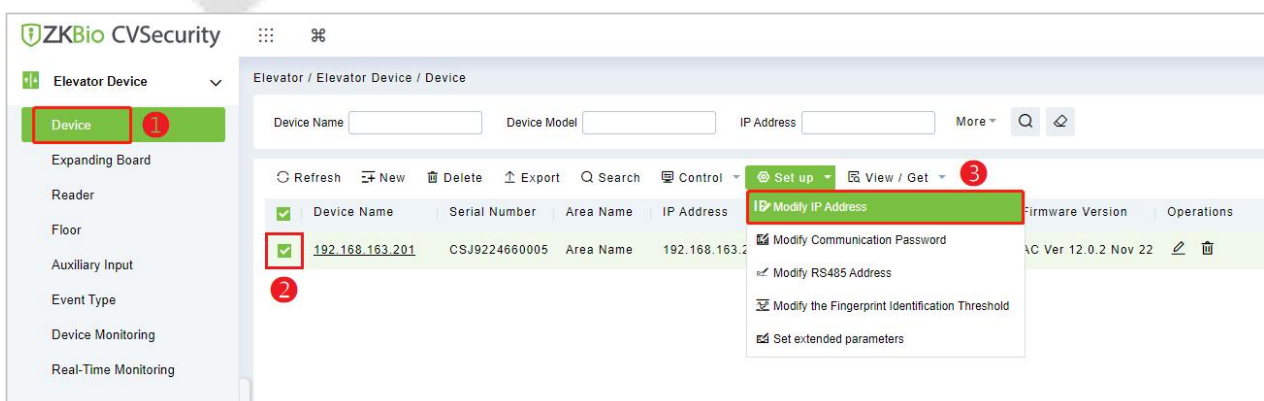 ZKBio CVSecurity
Elevator Device
Elevator / Elevator Device / Device
Device
1
Device Name
Device Model
IP Address
More
Expanding Board
Reader
Floor
Auxiliary Input
Event Type
Device Monitoring
Real-Time Monitoring
Refresh
New
Delete
Export
Search
Control
Set up
View / Get
3
Device Name
Serial Number
Area Name
IP Address
Firmware Version
Operations
192.168.163.201
CSJ9224660005
Area Name
192.168.163.2
AC Ver 12.0.2 Nov 22
2
Modify IP Address
Modify Communication Password
Modify RS485 Address
Modify the Fingerprint Identification Threshold
Set extended parameters